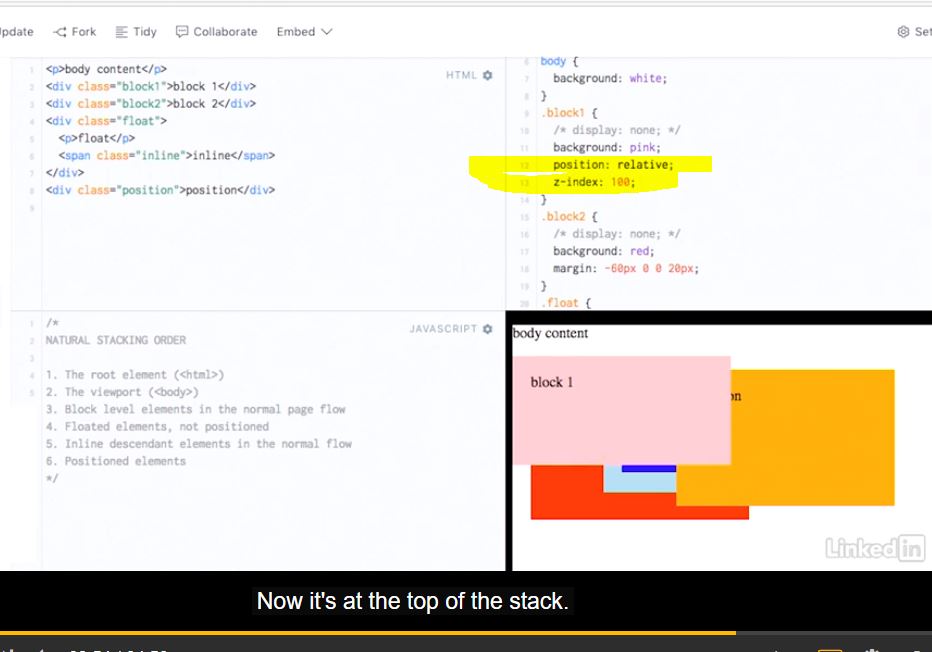 Update Fork Tidy Collaborate Embed
HTML
1 <p>body content</p>
2 <div class="block1">block 1</div>
3 <div class="block2">block 2</div>
4 <div class="float">
5 <p>float</p>
6 <span class="inline">inline</span>
7 </div>
8 <div class="position">position</div>
9
6 body {
7 background: white;
8 }
9 .block1 {
10 /* display: none; */
11 background: pink;
12 position: relative;
13 z-index: 100;
14 }
15 .block2 {
16 /* display: none; */
17 background: red;
18 margin: -60px 0 0 20px;
19 }
20 .float {
JAVASCRIPT
1 /*
2 NATURAL STACKING ORDER
3
4 1. The root element (<html>)
5 2. The viewport (<body>)
3. Block level elements in the normal page flow
4. Floated elements, not positioned
5. Inline descendant elements in the normal flow
6. Positioned elements
*/
body content
block 1
on
Linked in
Now it's at the top of the stack.